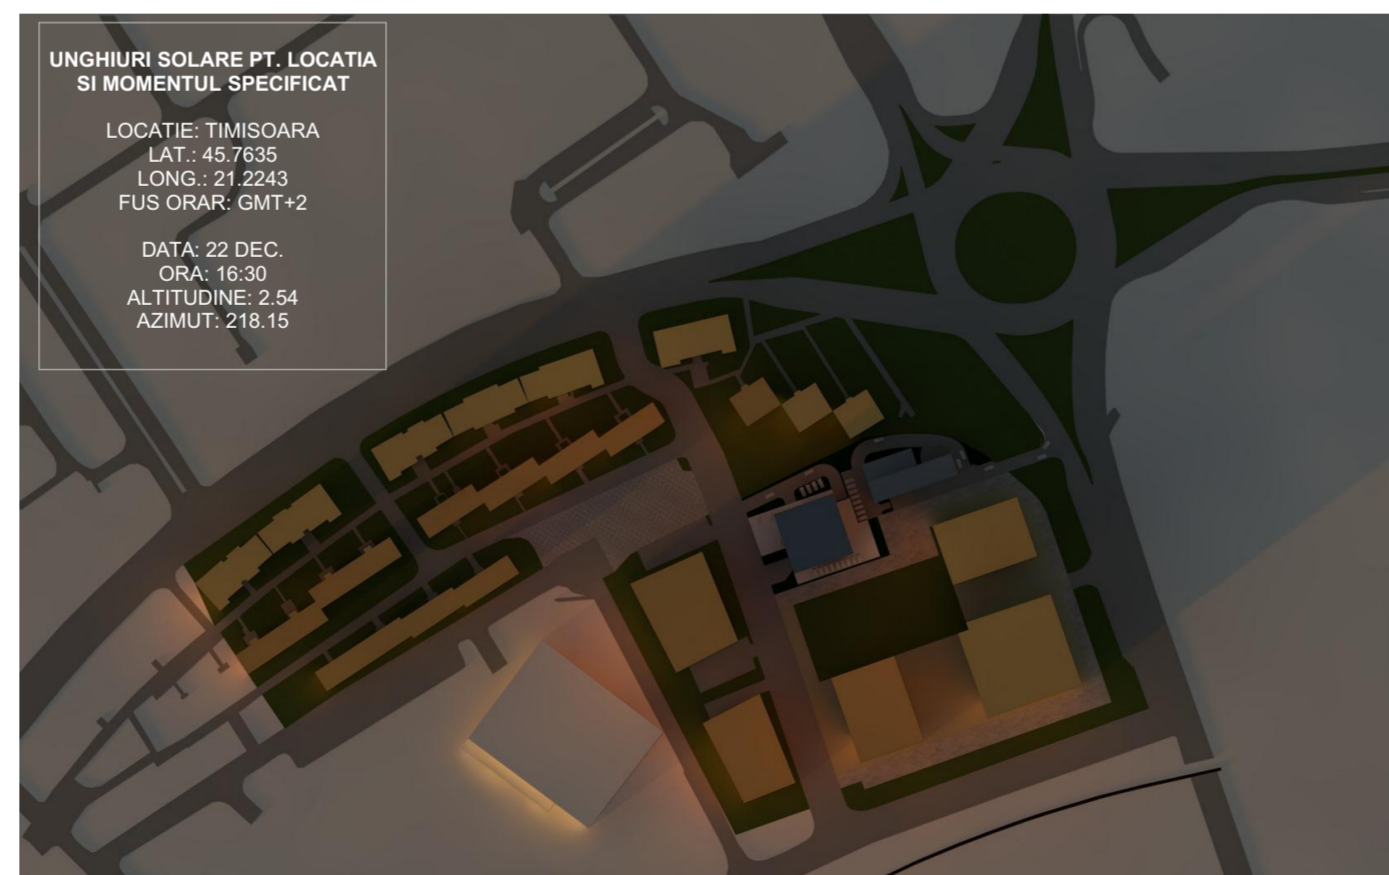 UNGHIURI SOLARE PT. LOCATIA
SI MOMENTUL SPECIFICAT
LOCATIE: TIMISOARA
LAT.: 45.7635
LONG.: 21.2243
FUS ORAR: GMT+2
DATA: 22 DEC.
ORA: 16:30
ALTITUDINE: 2.54
AZIMUT: 218.15